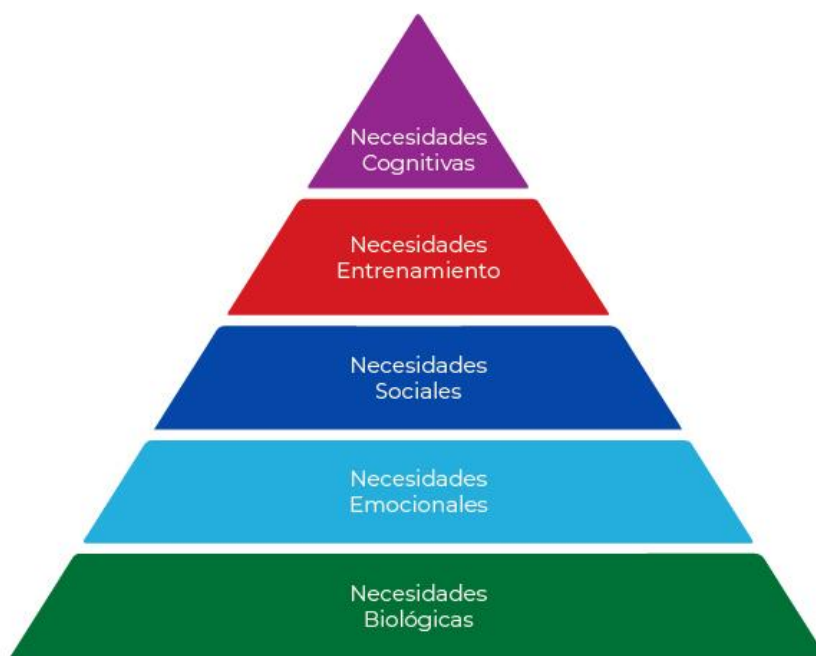 Necesidades
Cognitivas
Necesidades
Entrenamiento
Necesidades
Sociales
Necesidades
Emocionales
Necesidades
Biológicas